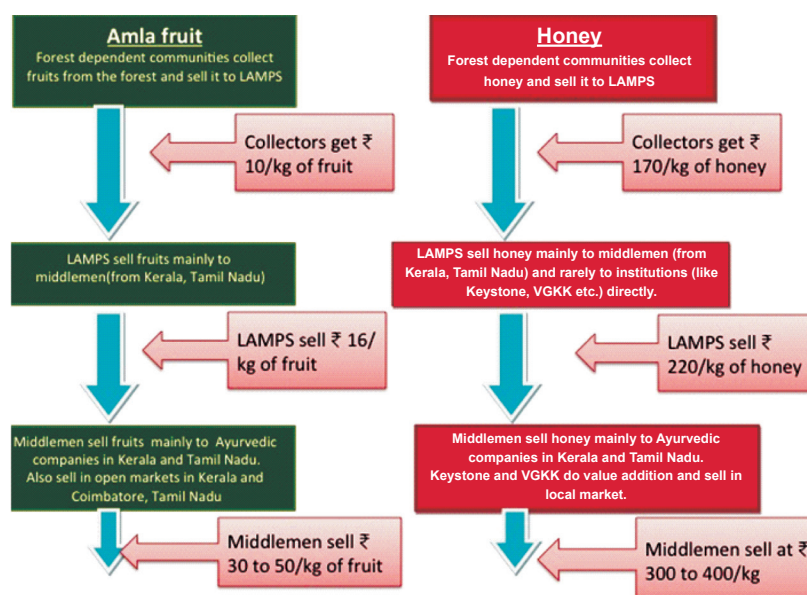 Amla fruit
Forest dependent communities collect
fruits from the forest and sell it to LAMPS
Collectors get ₹
10/kg of fruit
LAMPS sell fruits mainly to
middlemen(from Kerala, Tamil Nadu)
LAMPS sell ₹ 16/
kg of fruit
Middlemen sell fruits mainly to Ayurvedic
companies in Kerala and Tamil Nadu.
Also sell in open markets in Kerala and
Coimbatore, Tamil Nadu
Middlemen sell ₹
30 to 50/kg of fruit
Honey
Forest dependent communities collect
honey and sell it to LAMPS
Collectors get ₹
170/kg of honey
LAMPS sell honey mainly to middlemen (from
Kerala, Tamil Nadu) and rarely to institutions (like
Keystone, VGKK etc.) directly.
LAMPS sell ₹
220/kg of honey
Middlemen sell honey mainly to Ayurvedic
companies in Kerala and Tamil Nadu.
Keystone and VGKK do value addition and sell in
local market.
Middlemen sell at ₹
300 to 400/kg